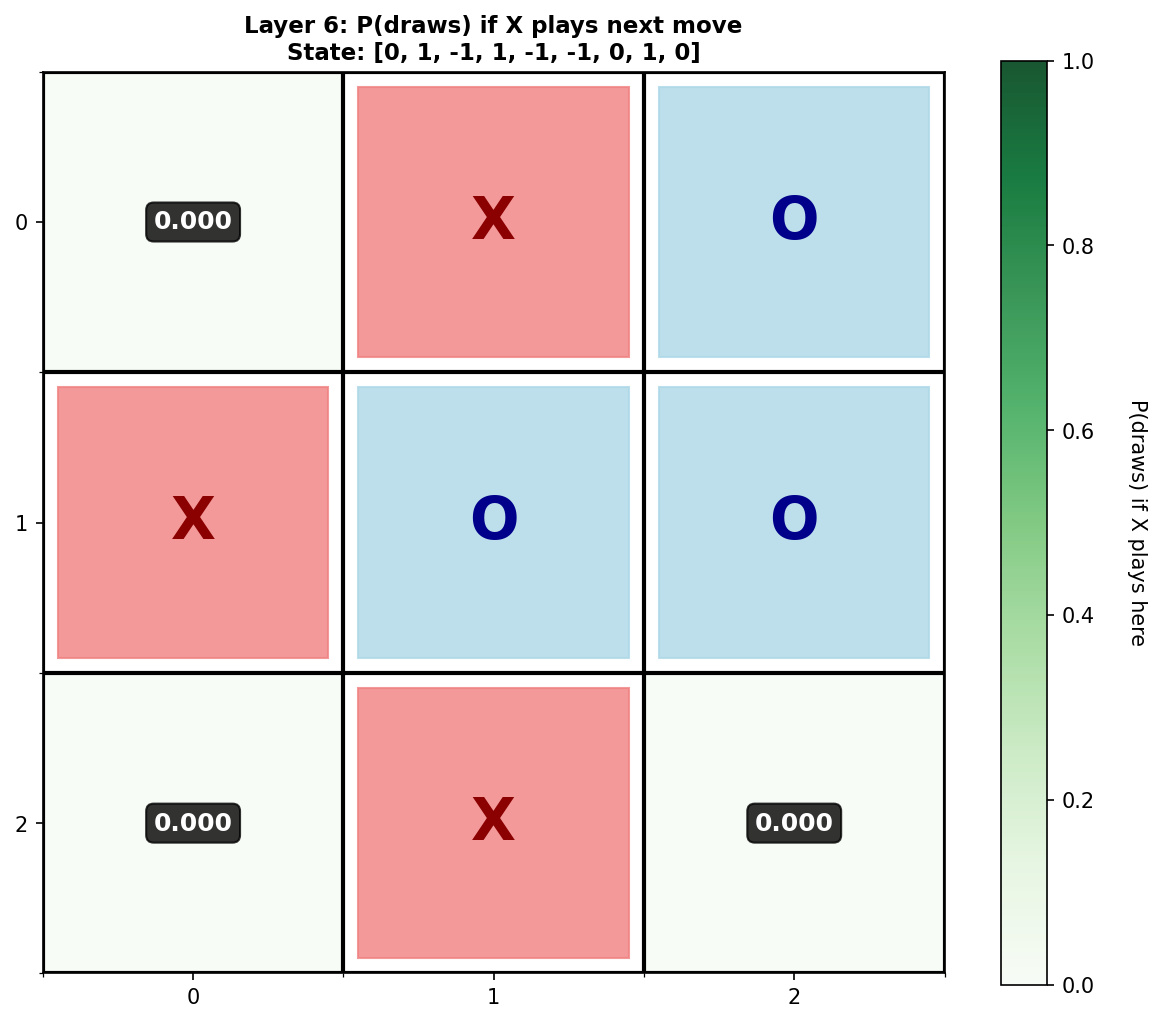 Layer 6: P(draws) if X plays next move
State: [0, 1, -1, 1, -1, -1, 0, 1, 0]
0
0.000
X
O
1
X
O
O
2
0.000
X
0.000
0
1
2
1.0
0.8
0.6
0.4
0.2
0.0
P(draws) if X plays here